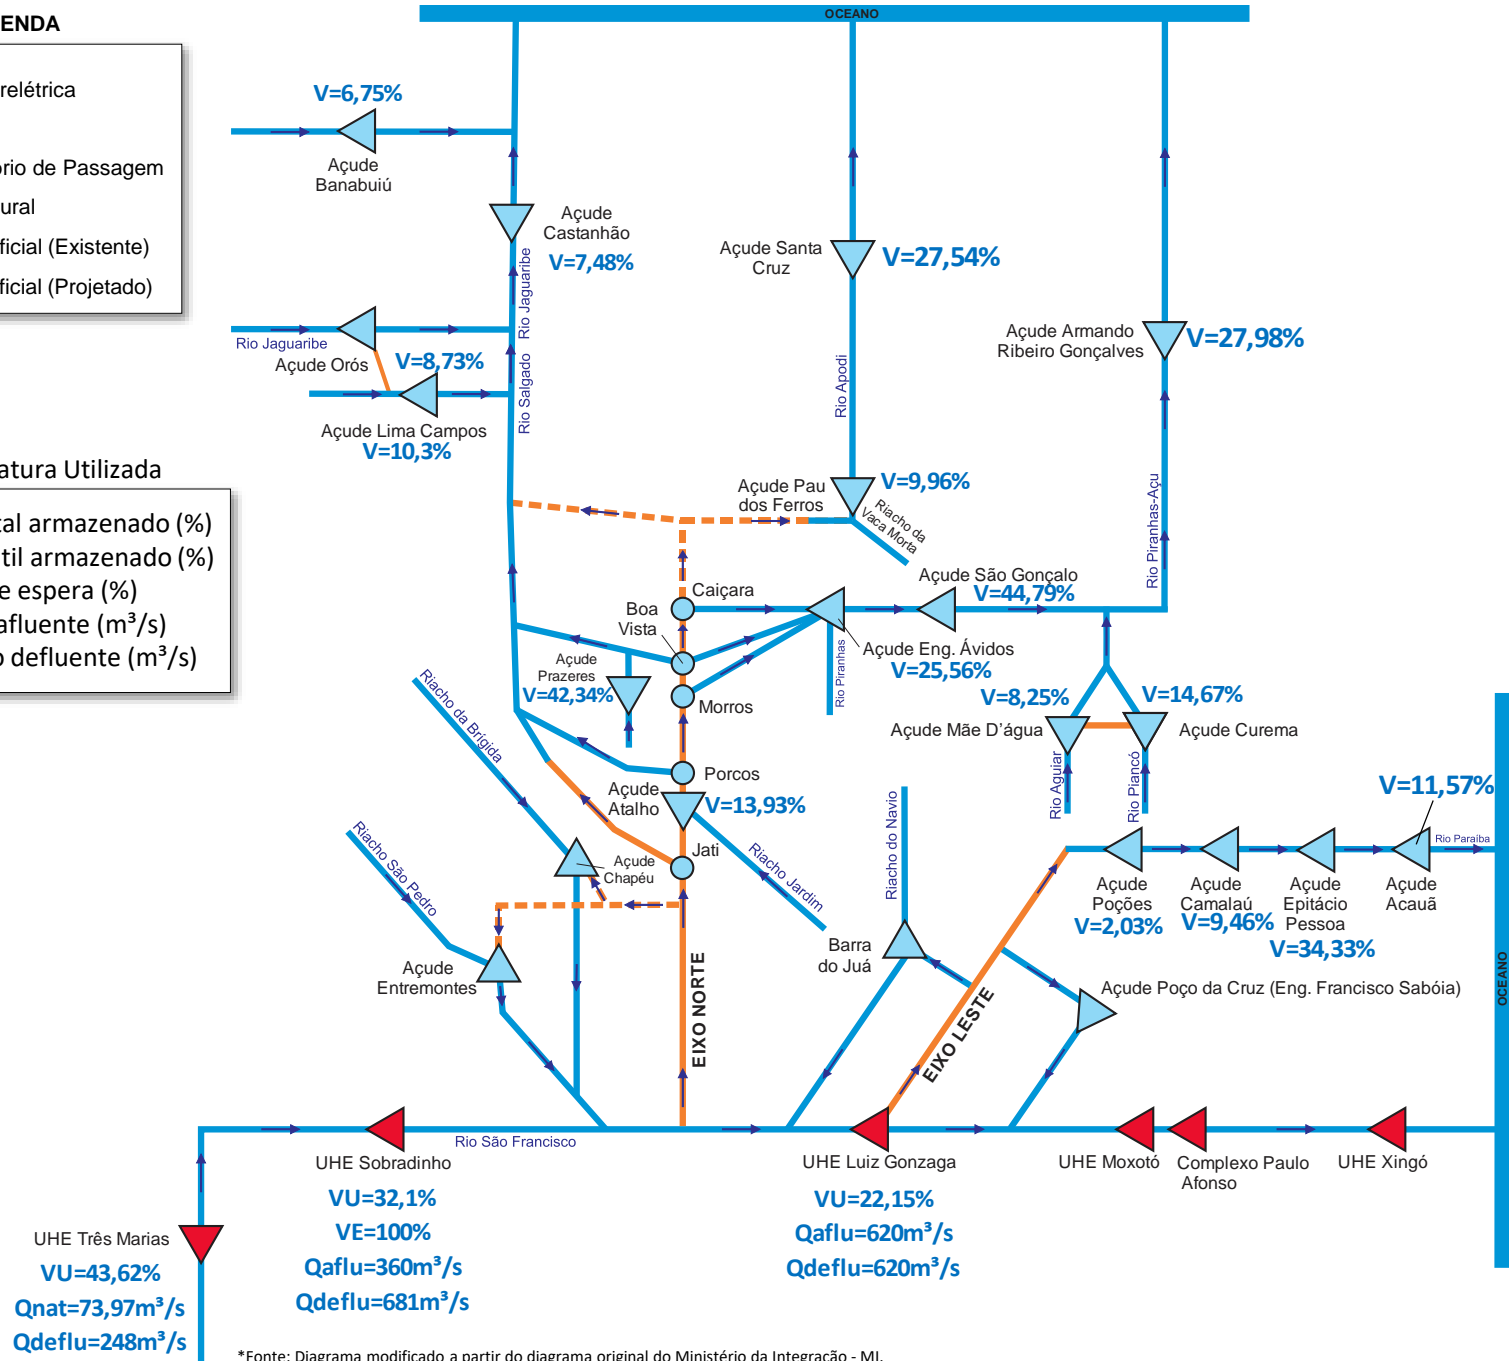 OCEANO
ENDA
relétrica
ório de Passagem
ural
ficial (Existente)
ficial (Projetado)
V=6,75%
Açude
Banabuiú
Açude
Castanhão
V=7,48%
Rio Jaguaribe
Açude Santa
Cruz
V=27,54%
Açude Armando
Ribeiro Gonçalves
V=27,98%
Rio Jaguaribe
Açude Orós
V=8,73%
Rio Salgado
Rio Apodi
Açude Lima Campos
V=10,3%
atura Utilizada
tal armazenado (%)
til armazenado (%)
e espera (%)
afluente (m³/s)
o defluente (m³/s)
Açude Pau
dos Ferros
V=9,96%
Riacho da
Vaca Morta
Rio Piranhas-Açu
Açude São Gonçalo
V=44,79%
Caiçara
Boa
Vista
Açude Eng. Ávidos
V=25,56%
Rio Piranhas
Açude
Prazeres
V=42,34%
Morros
V=8,25%
V=14,67%
Açude Mãe D'água
Açude Curema
Rio Aguiar
Rio Piancó
Riacho da Brígida
Porcos
Açude
Atalho
V=13,93%
V=11,57%
Riacho São Pedro
Açude
Chapéu
Jati
Riacho Jardim
Riacho do Navio
Rio Paraiba
Açude
Poções
V=2,03%
Açude
Camalaú
V=9,46%
Açude
Epitácio
Pessoa
V=34,33%
Açude
Acauã
Açude
Entremontes
Barra
do Juá
Açude Poço da Cruz (Eng. Francisco Sabóia)
OCEANO
EIXO NORTE
EIXO LESTE
Rio São Francisco
UHE Sobradinho
VU=32,1%
VE=100%
Qaflu=360m³/s
Qdeflu=681m³/s
UHE Luiz Gonzaga
VU=22,15%
Qaflu=620m³/s
Qdeflu=620m³/s
UHE Moxotó
Complexo Paulo
Afonso
UHE Xingó
UHE Três Marias
VU=43,62%
Qnat=73,97m³/s
Qdeflu=248m³/s
*Fonte: Diagrama modificado a partir do diagrama original do Ministério da Integração - MI.